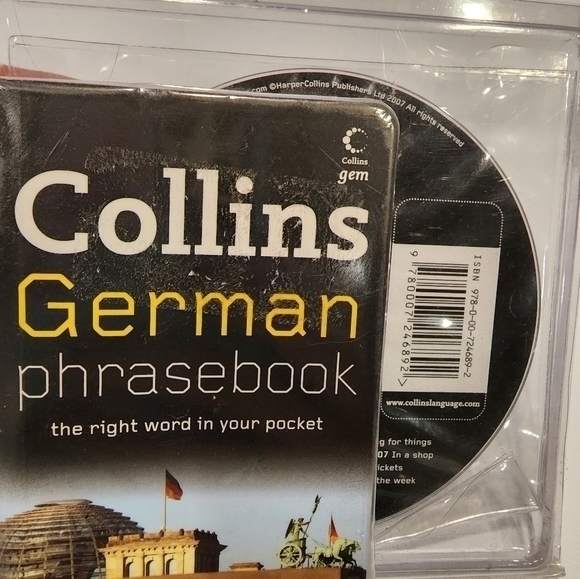 .com ©HarperCollins Publishers Ltd 2007 All rights reserved
Collins
gem
Collins
German
phrasebook
the right word in your pocket
ISBN 978-0-00-724689-2
9 780007 246892 >
www.collinslanguage.com
g for things
07 In a shop
ickets
the week